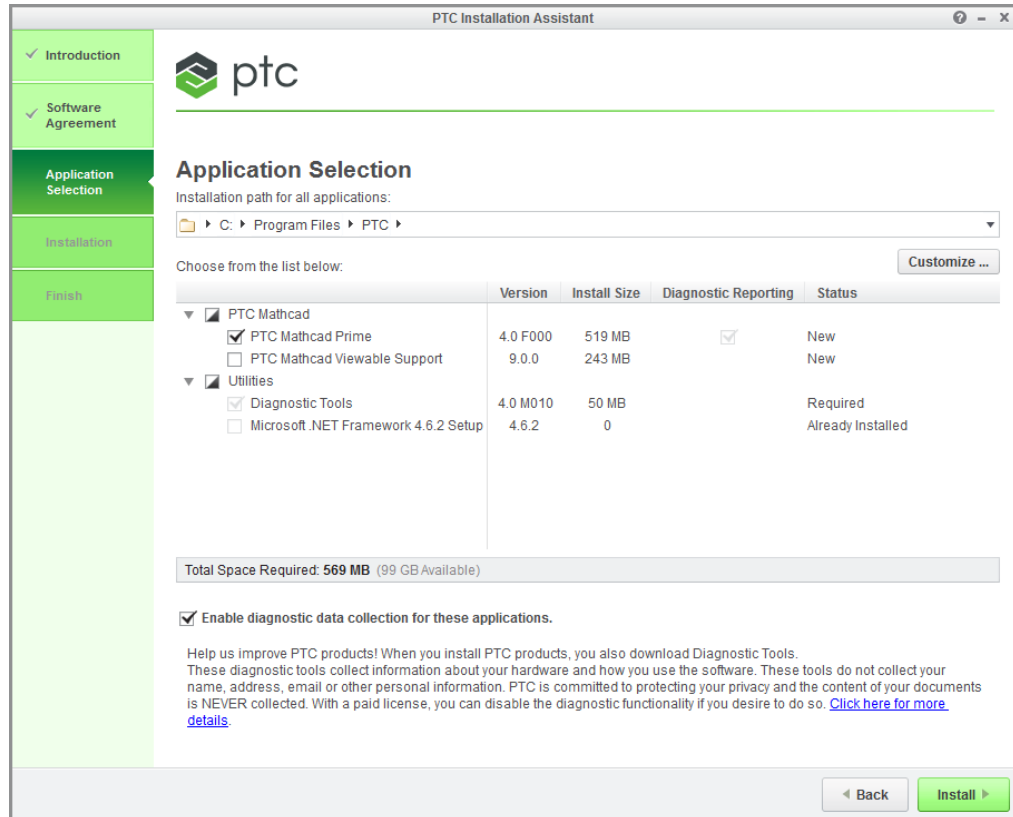 PTC Installation Assistant
Introduction
Software
Agreement
Application
Selection
Installation
Finish
ptc
Application Selection
Installation path for all applications:
C: Program Files PTC
Choose from the list below:
Customize ...
Version Install Size Diagnostic Reporting Status
PTC Mathcad
PTC Mathcad Prime 4.0 F000 519 MB New
PTC Mathcad Viewable Support 9.0.0 243 MB New
Utilities
Diagnostic Tools 4.0 M010 50 MB Required
Microsoft .NET Framework 4.6.2 Setup 4.6.2 0 Already Installed
Total Space Required: 569 MB (99 GB Available)
Enable diagnostic data collection for these applications.
Help us improve PTC products! When you install PTC products, you also download Diagnostic Tools.
These diagnostic tools collect information about your hardware and how you use the software. These tools do not collect your
name, address, email or other personal information. PTC is committed to protecting your privacy and the content of your documents
is NEVER collected. With a paid license, you can disable the diagnostic functionality if you desire to do so. Click here for more
details.
Back
Install